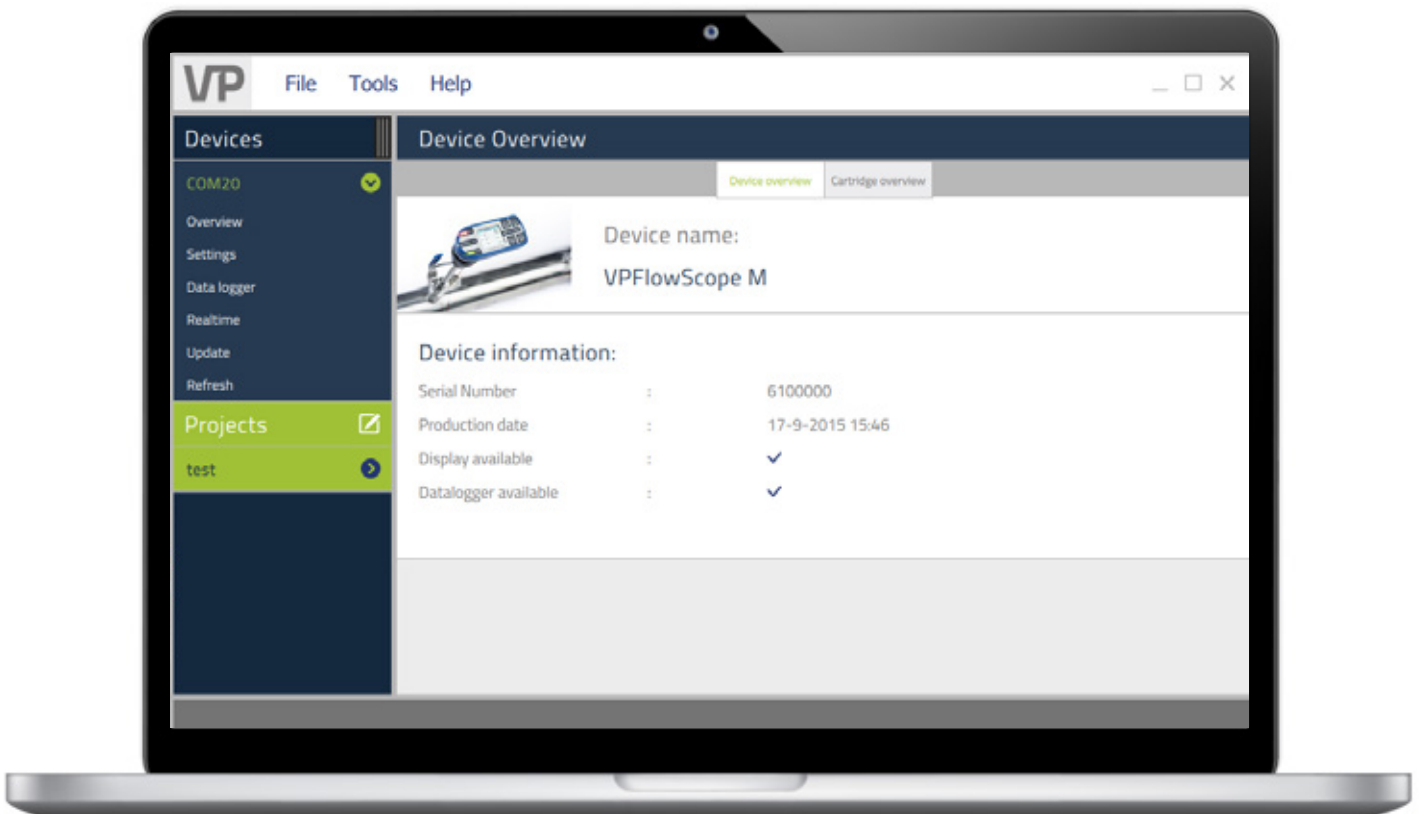 VP File Tools Help
Devices
COM20
Overview
Settings
Data logger
Realtime
Update
Refresh
Projects
test
Device Overview
Device overview Cartridge overview
Device name:
VPFlowScope M
Device information:
Serial Number : 6100000
Production date : 17-9-2015 15:46
Display available :
Datalogger available :